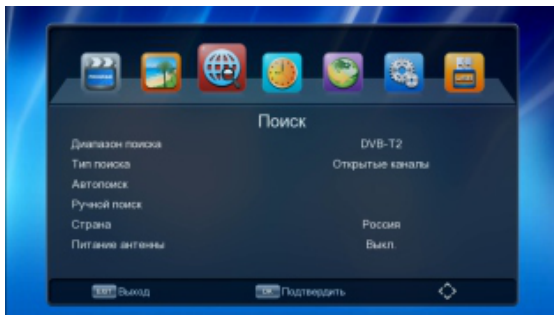 Поиск
Диапазон поиска DVB-T2
Тип поиска Открытые каналы
Автопоиск
Ручной поиск
Страна Россия
Питание антенны Выкл.
EXIT Выход OK Подтвердить